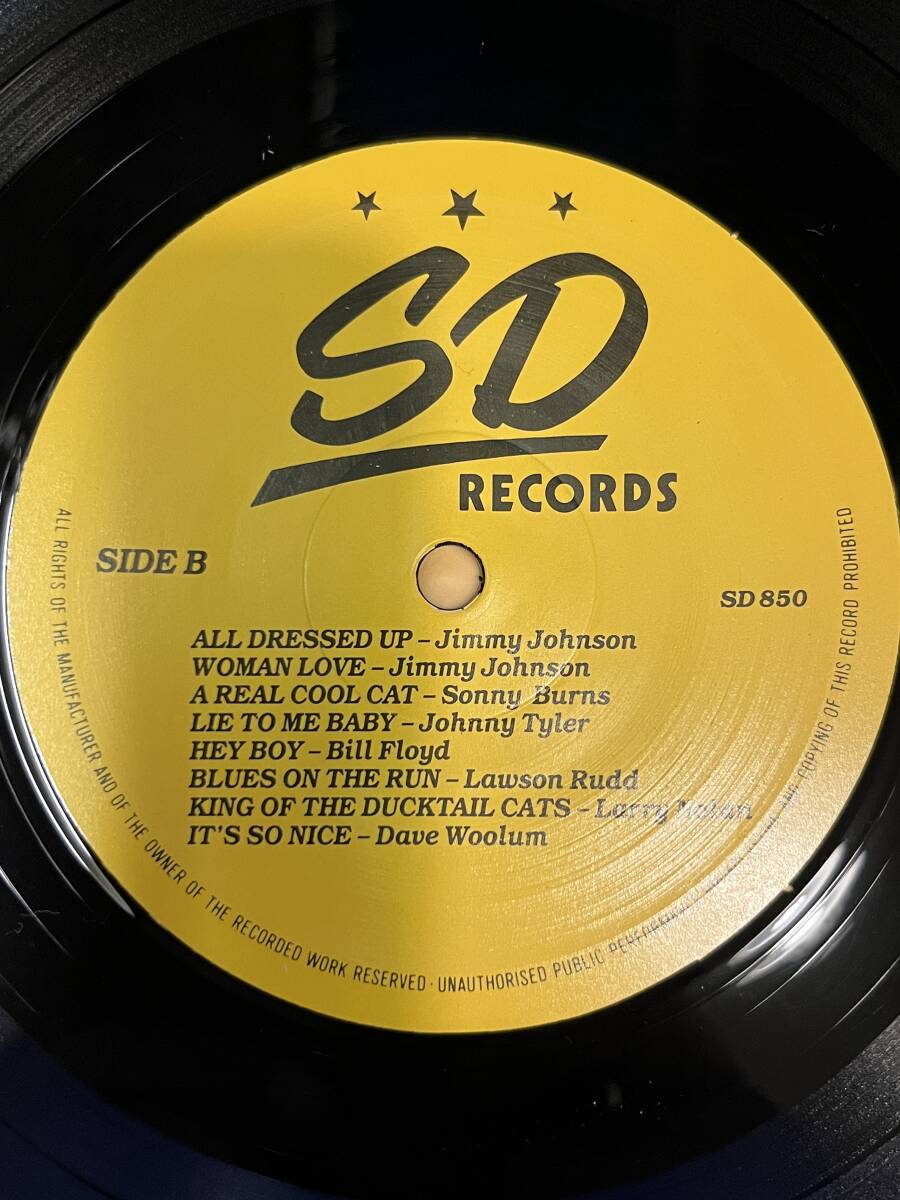 SD
RECORDS
SIDE B
SD 850
ALL DRESSED UP – Jimmy Johnson
WOMAN LOVE – Jimmy Johnson
A REAL COOL CAT – Sonny Burns
LIE TO ME BABY – Johnny Tyler
HEY BOY – Bill Floyd
BLUES ON THE RUN – Lawson Rudd
KING OF THE DUCKTAIL CATS – Larry Nolan
IT'S SO NICE – Dave Woolum
ALL RIGHTS OF THE MANUFACTURER AND OF THE OWNER OF THE RECORDED WORK RESERVED · UNAUTHORISED PUBLIC COPYING OF THIS RECORD PROHIBITED